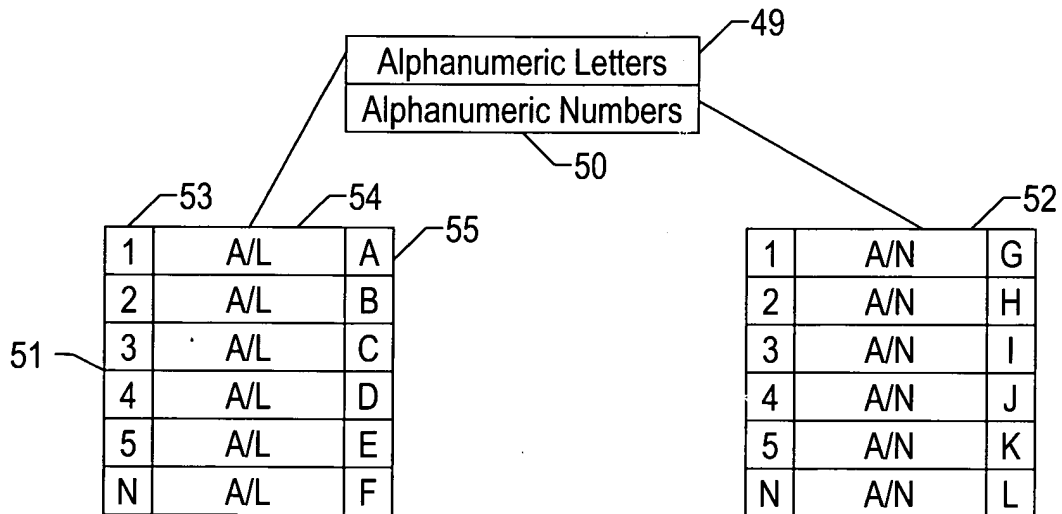 49
Alphanumeric Letters
Alphanumeric Numbers
50
53 54 52
55
1 A/L A 1 A/N G
2 A/L B 2 A/N H
3 A/L C 3 A/N I
51
4 A/L D 4 A/N J
5 A/L E 5 A/N K
N A/L F N A/N L